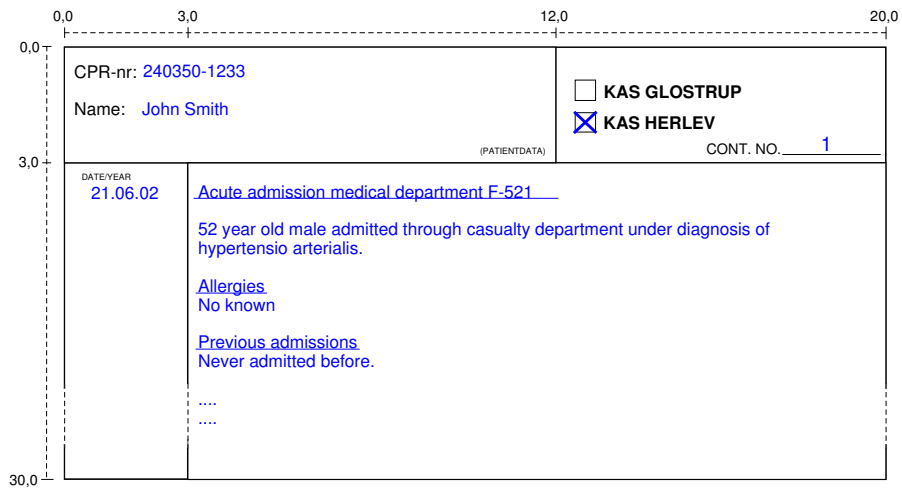 0,0 3,0 12,0 20,0
0,0
CPR-nr: 240350-1233
Name: John Smith
(PATIENTDATA)
KAS GLOSTRUP
KAS HERLEV
CONT. NO. 1
3,0
DATE/YEAR
21.06.02
Acute admission medical department F-521
52 year old male admitted through casualty department under diagnosis of
hypertensio arterialis.
Allergies
No known
Previous admissions
Never admitted before.
....
....
30,0